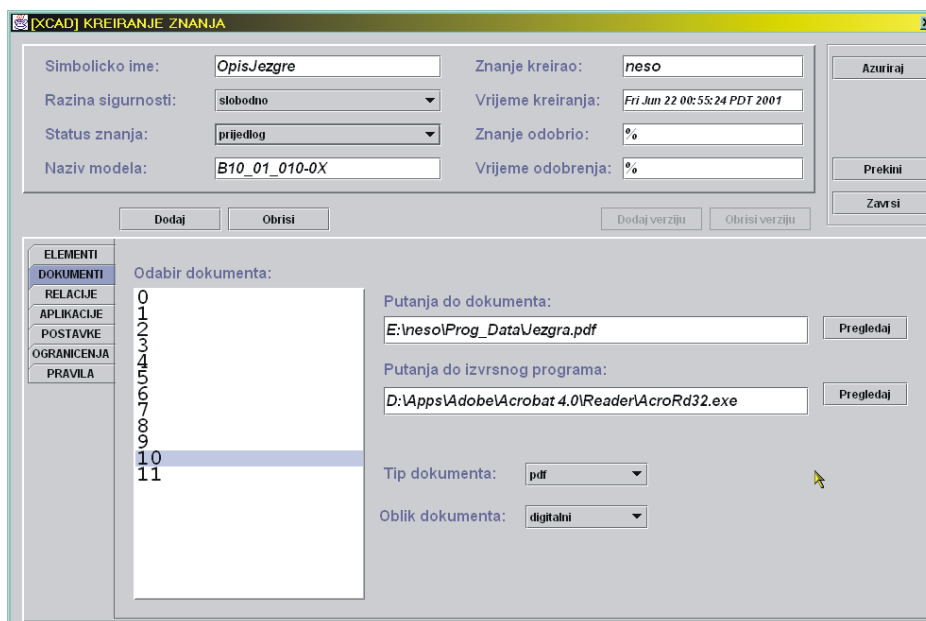 [XCAD] KREIRANJE ZNANJA
Simbolicko ime: OpisJezgre Znanje kreirao: neso
Azuriraj
Razina sigurnosti: slobodno Vrijeme kreiranja: Fri Jun 22 00:55:24 PDT 2001
Status znanja: prijedlog Znanje odobrio: %
Naziv modela: B10_01_010-0X Vrijeme odobrenja: %
Prekini
Zavrsi
Dodaj Obrisi Dodaj verziju Obrisi verziju
ELEMENTI
DOKUMENTI
RELACIJE
APLIKACIJE
POSTAVKE
OGRANICENJA
PRAVILA
Odabir dokumenta:
0
1
2
3
4
5
6
7
8
9
10
11
Putanja do dokumenta:
E:\neso\Prog_Data\Jezgra.pdf Pregledaj
Putanja do izvrsnog programa:
D:\Apps\Adobe\Acrobat 4.0\Reader\AcroRd32.exe Pregledaj
Tip dokumenta: pdf
Oblik dokumenta: digitalni